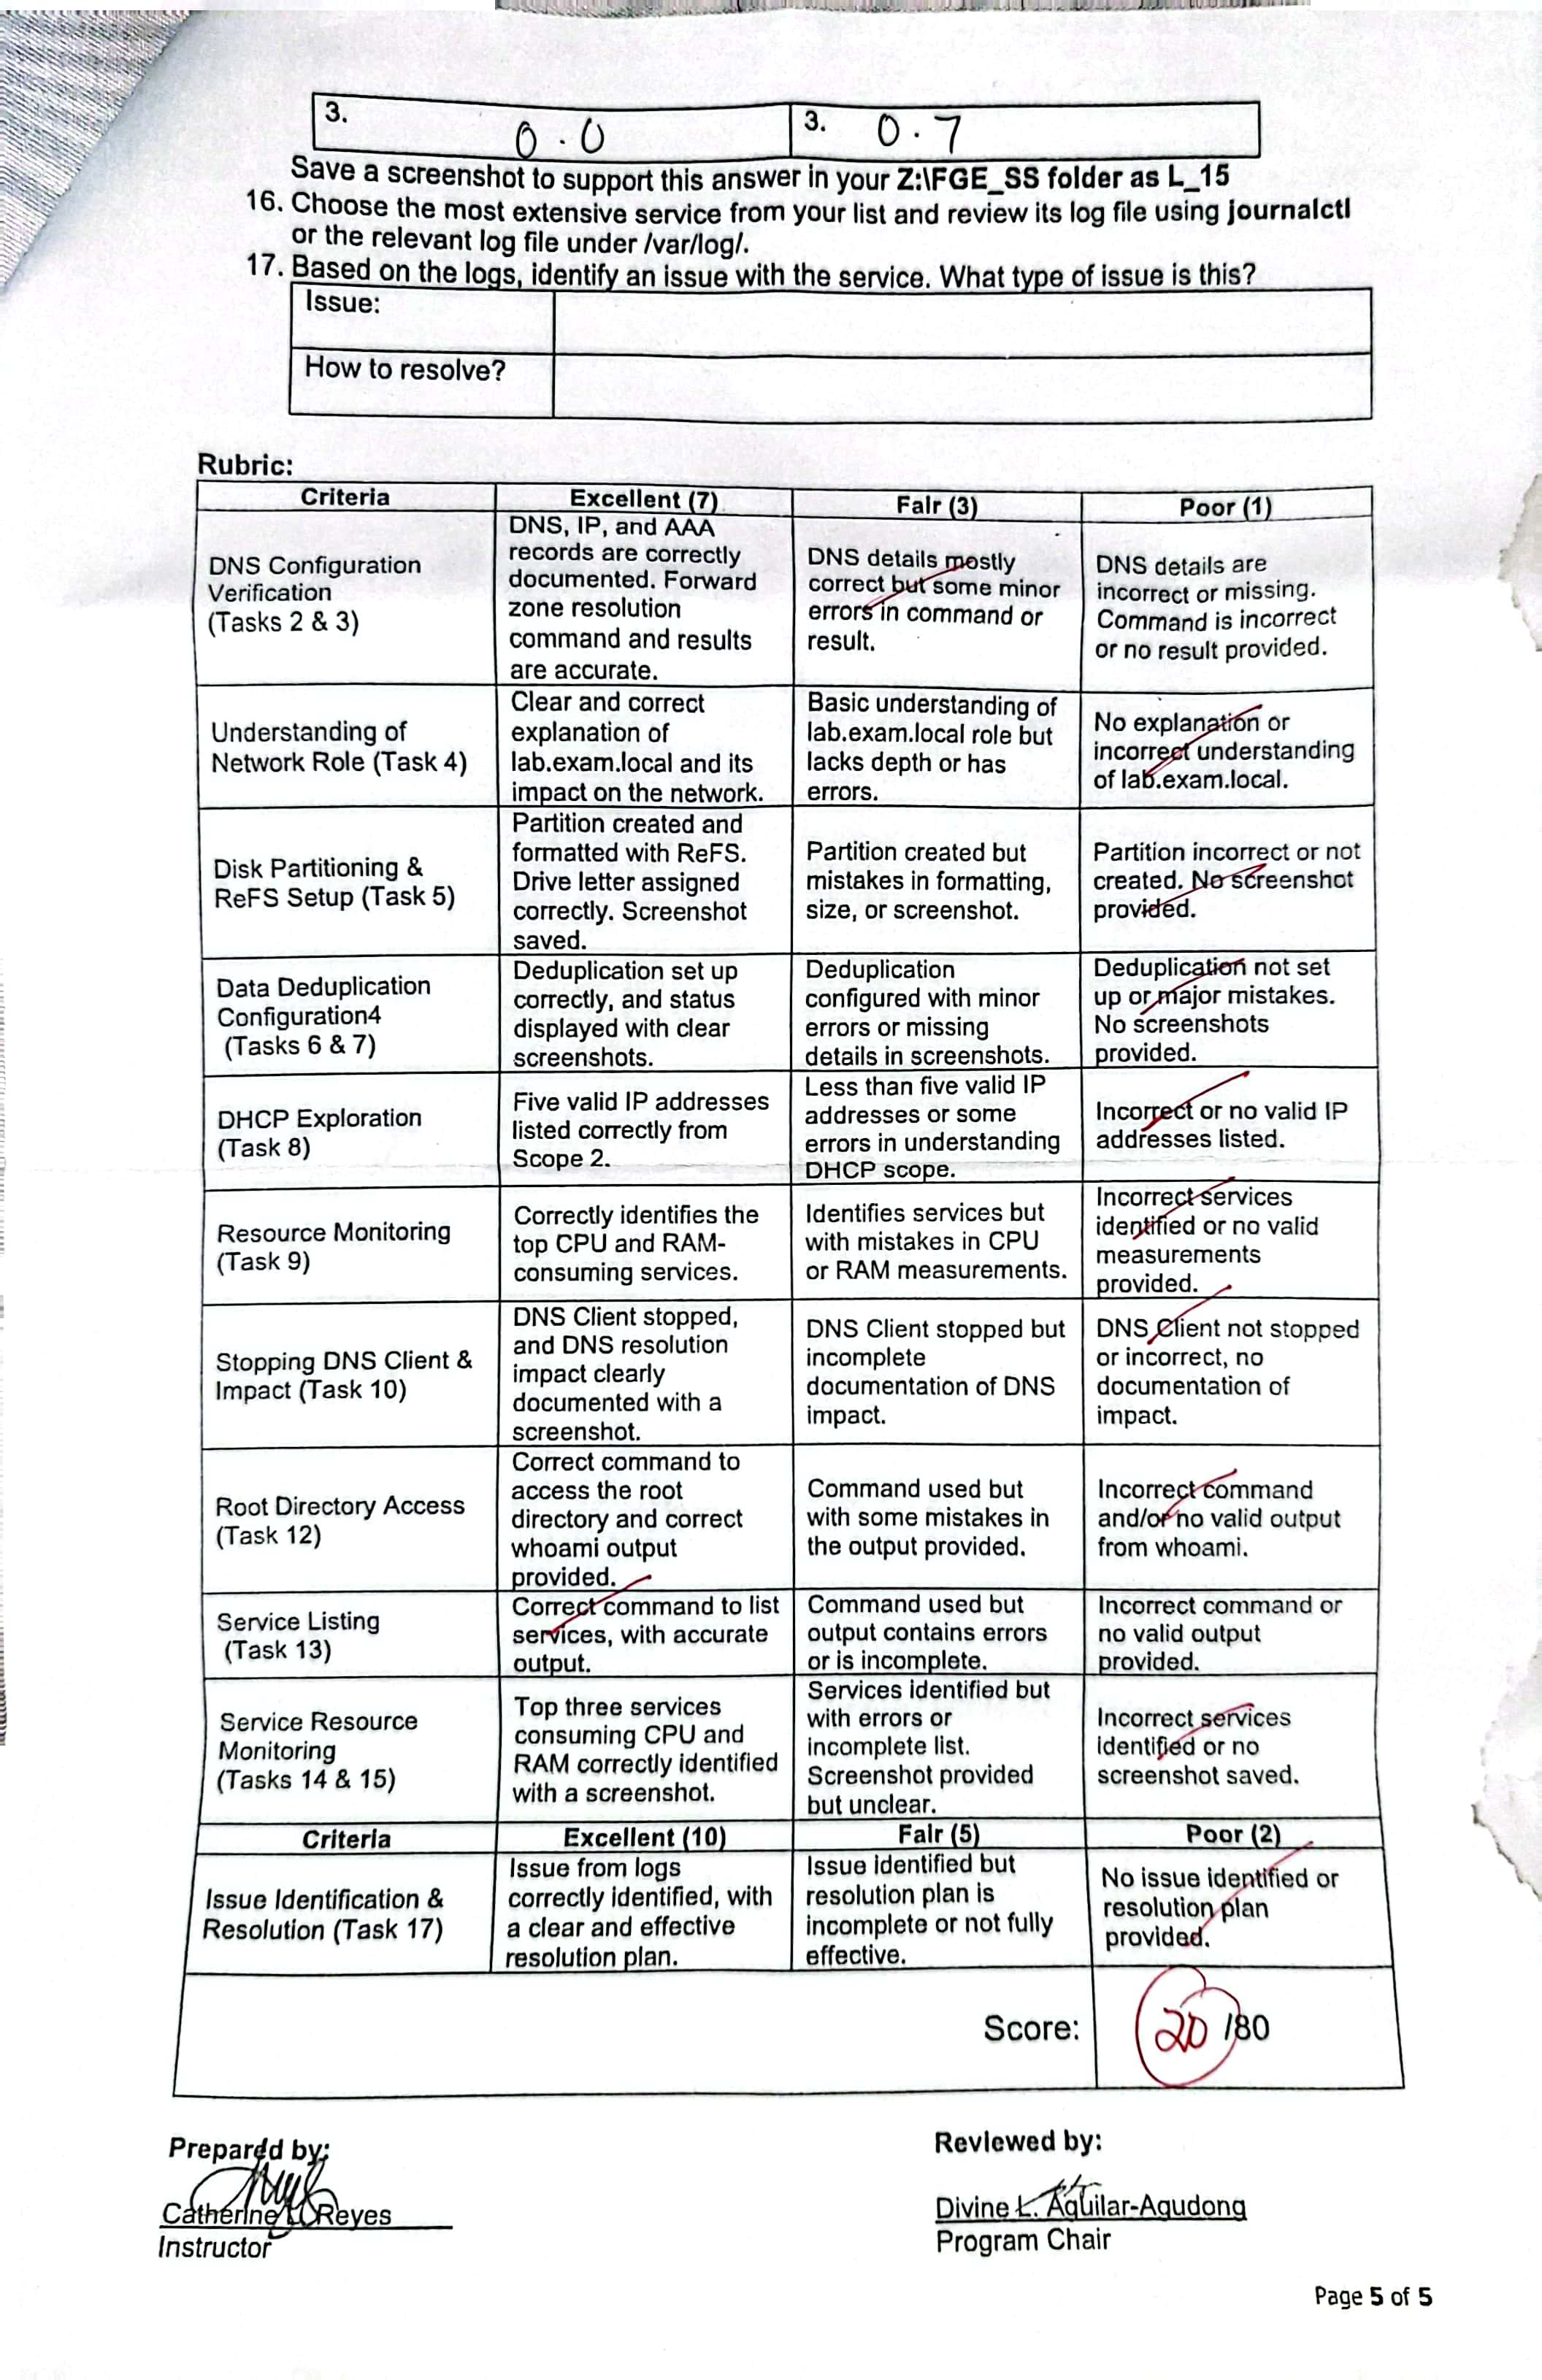 3. 0.0 3. 0.7
Save a screenshot to support this answer in your Z:\FGE_SS folder as L_15
16. Choose the most extensive service from your list and review its log file using journalctl
or the relevant log file under /var/log/.
17. Based on the logs, identify an issue with the service. What type of issue is this?
Issue:
How to resolve?
Rubric:
Criteria Excellent (7) Fair (3) Poor (1)
DNS Configuration
Verification
(Tasks 2 & 3)
DNS, IP, and AAA
records are correctly
documented. Forward
zone resolution
command and results
are accurate.
DNS details mostly
correct but some minor
errors in command or
result.
DNS details are
incorrect or missing.
Command is incorrect
or no result provided.
Understanding of
Network Role (Task 4)
Clear and correct
explanation of
lab.exam.local and its
impact on the network.
Basic understanding of
lab.exam.local role but
lacks depth or has
errors.
No explanation or
incorrect understanding
of lab.exam.local.
Disk Partitioning &
ReFS Setup (Task 5)
Partition created and
formatted with ReFS.
Drive letter assigned
correctly. Screenshot
saved.
Partition created but
mistakes in formatting,
size, or screenshot.
Partition incorrect or not
created. No screenshot
provided.
Data Deduplication
Configuration4
(Tasks 6 & 7)
Deduplication set up
correctly, and status
displayed with clear
screenshots.
Deduplication
configured with minor
errors or missing
details in screenshots.
Deduplication not set
up or major mistakes.
No screenshots
provided.
DHCP Exploration
(Task 8)
Five valid IP addresses
listed correctly from
Scope 2.
Less than five valid IP
addresses or some
errors in understanding
DHCP scope.
Incorrect or no valid IP
addresses listed.
Resource Monitoring
(Task 9)
Correctly identifies the
top CPU and RAM-
consuming services.
Identifies services but
with mistakes in CPU
or RAM measurements.
Incorrect services
identified or no valid
measurements
provided.
Stopping DNS Client &
Impact (Task 10)
DNS Client stopped,
and DNS resolution
impact clearly
documented with a
screenshot.
DNS Client stopped but
incomplete
documentation of DNS
impact.
DNS Client not stopped
or incorrect, no
documentation of
impact.
Root Directory Access
(Task 12)
Correct command to
access the root
directory and correct
whoami output
provided.
Command used but
with some mistakes in
the output provided.
Incorrect command
and/or no valid output
from whoami.
Service Listing
(Task 13)
Correct command to list
services, with accurate
output.
Command used but
output contains errors
or is incomplete.
Incorrect command or
no valid output
provided.
Service Resource
Monitoring
(Tasks 14 & 15)
Top three services
consuming CPU and
RAM correctly identified
with a screenshot.
Services identified but
with errors or
incomplete list.
Screenshot provided
but unclear.
Incorrect services
identified or no
screenshot saved.
Criteria Excellent (10) Fair (5) Poor (2)
Issue Identification &
Resolution (Task 17)
Issue from logs
correctly identified, with
a clear and effective
resolution plan.
Issue identified but
resolution plan is
incomplete or not fully
effective.
No issue identified or
resolution plan
provided.
Score: 20 /80
Prepared by:
Catherine Reyes
Instructor
Reviewed by:
Divine L. Aguilar-Agudong
Program Chair
Page 5 of 5